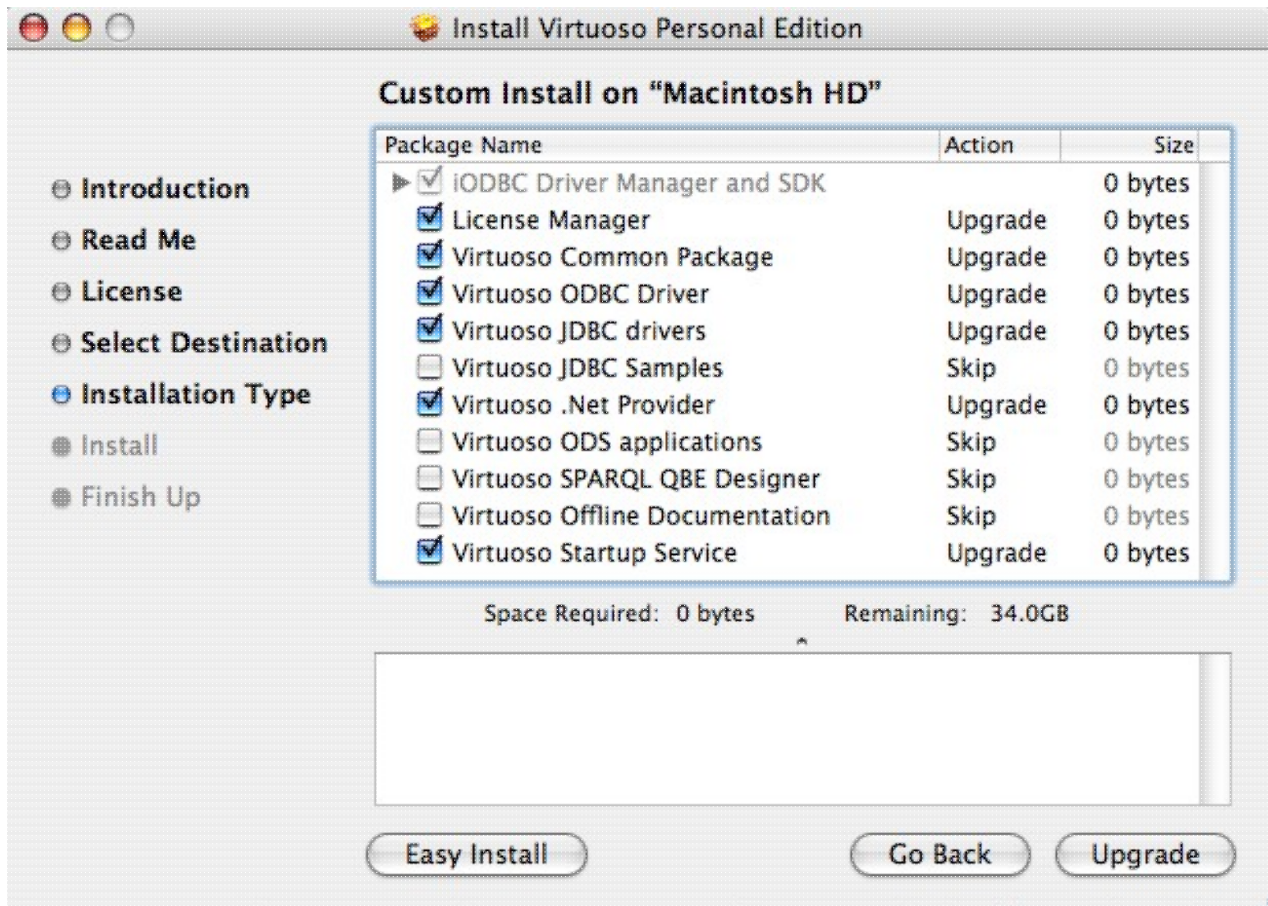 Install Virtuoso Personal Edition
Custom Install on “Macintosh HD”
Introduction
Read Me
License
Select Destination
Installation Type
Install
Finish Up
Package Name Action Size
iODBC Driver Manager and SDK 0 bytes
License Manager Upgrade 0 bytes
Virtuoso Common Package Upgrade 0 bytes
Virtuoso ODBC Driver Upgrade 0 bytes
Virtuoso JDBC drivers Upgrade 0 bytes
Virtuoso JDBC Samples Skip 0 bytes
Virtuoso .Net Provider Upgrade 0 bytes
Virtuoso ODS applications Skip 0 bytes
Virtuoso SPARQL QBE Designer Skip 0 bytes
Virtuoso Offline Documentation Skip 0 bytes
Virtuoso Startup Service Upgrade 0 bytes
Space Required: 0 bytes Remaining: 34.0GB
Easy Install Go Back Upgrade